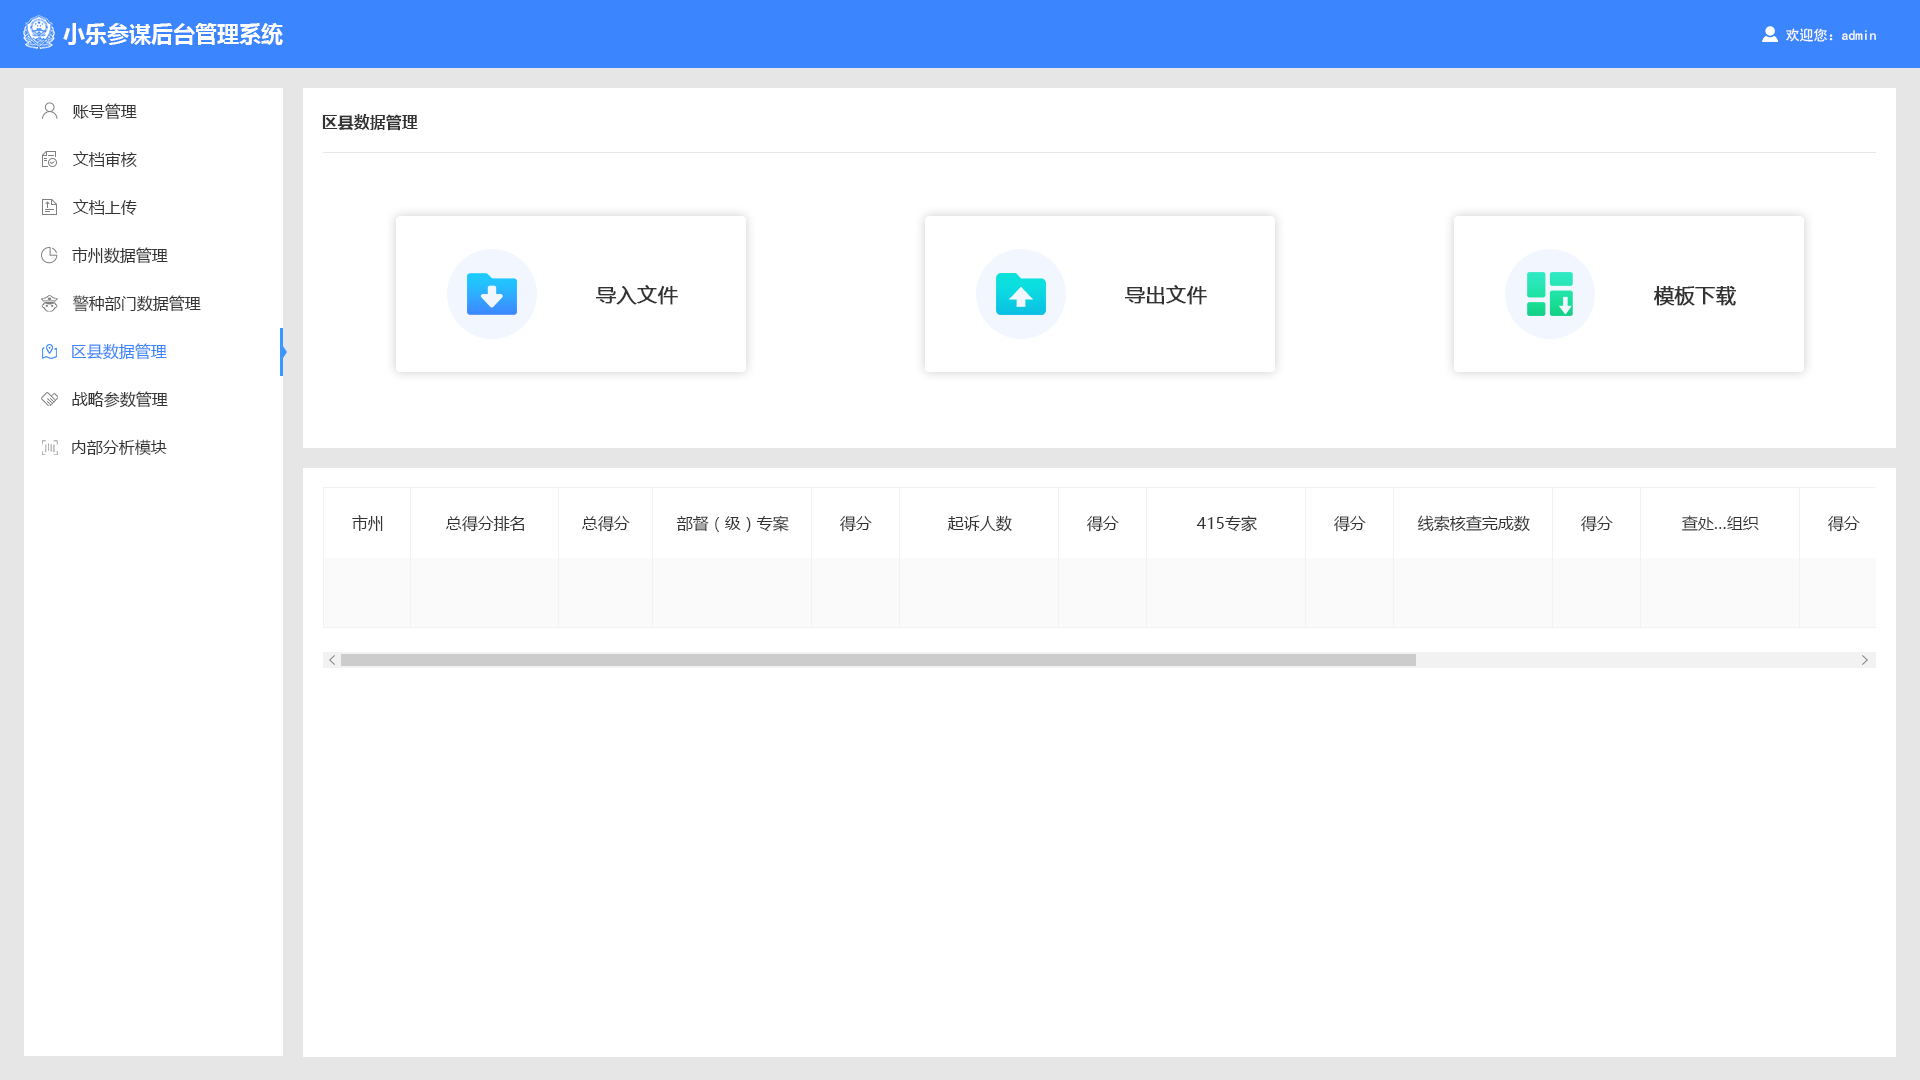 小乐参谋后台管理系统
欢迎您：admin
账号管理
文档审核
文档上传
市州数据管理
警种部门数据管理
区县数据管理
战略参数管理
内部分析模块
区县数据管理
导入文件
导出文件
模板下载
市州 总得分排名 总得分 部督（级）专案 得分 起诉人数 得分 415专家 得分 线索核查完成数 得分 查处...组织 得分